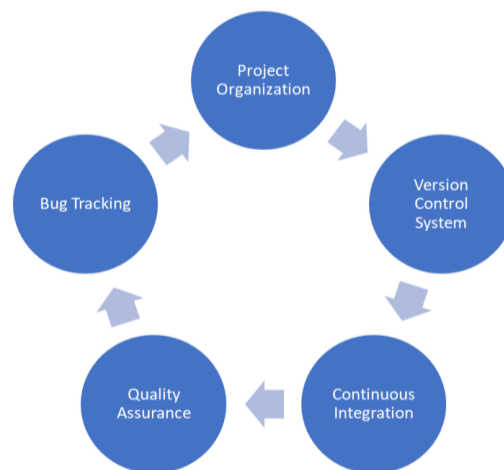 Project
Organization
Version
Control
System
Continuous
Integration
Quality
Assurance
Bug Tracking